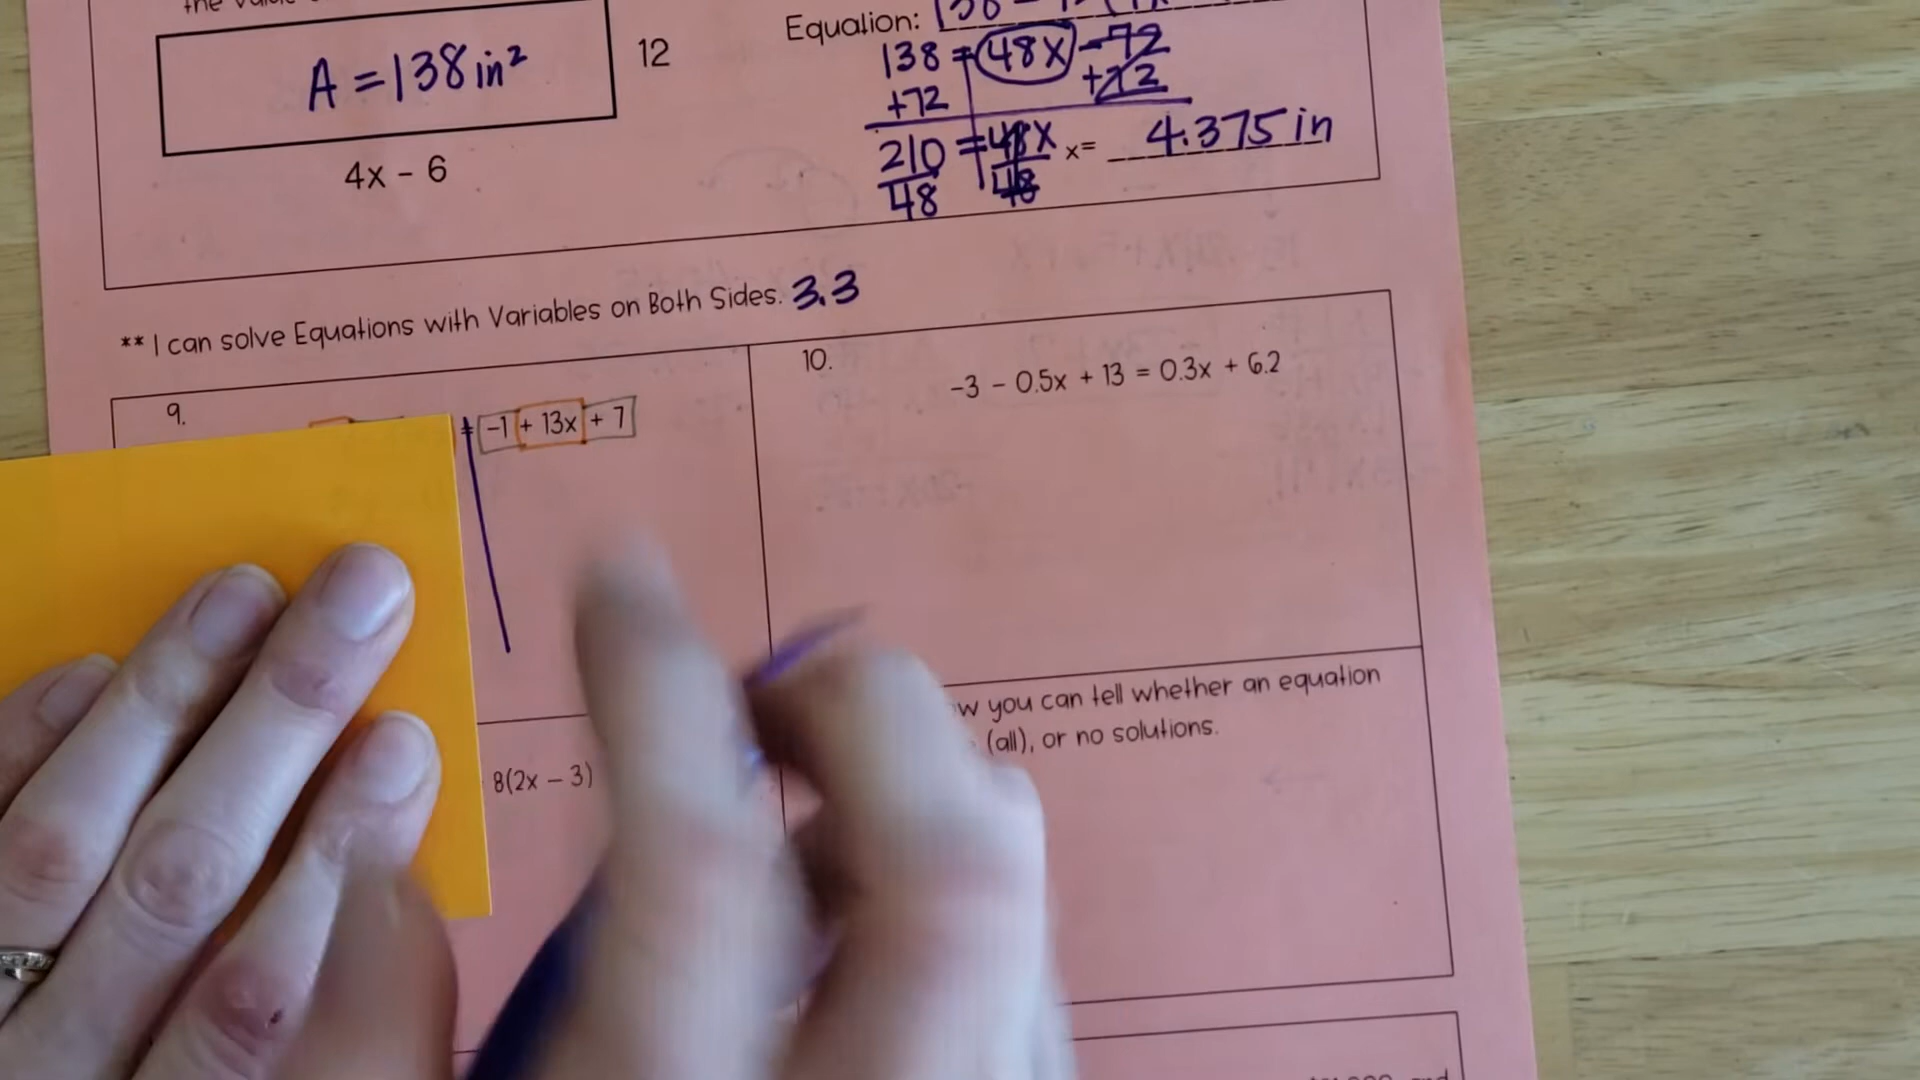 the value
A = 138 in²
12
4x - 6
Equation:
138 = 48x - 72
+72 +72
210 = 48x
48 48
x= 4.375 in
** I can solve Equations with Variables on Both Sides. 3.3
9.
= -1 + 13x + 7
10.
-3 - 0.5x + 13 = 0.3x + 6.2
8(2x - 3)
you can tell whether an equation
(all), or no solutions.